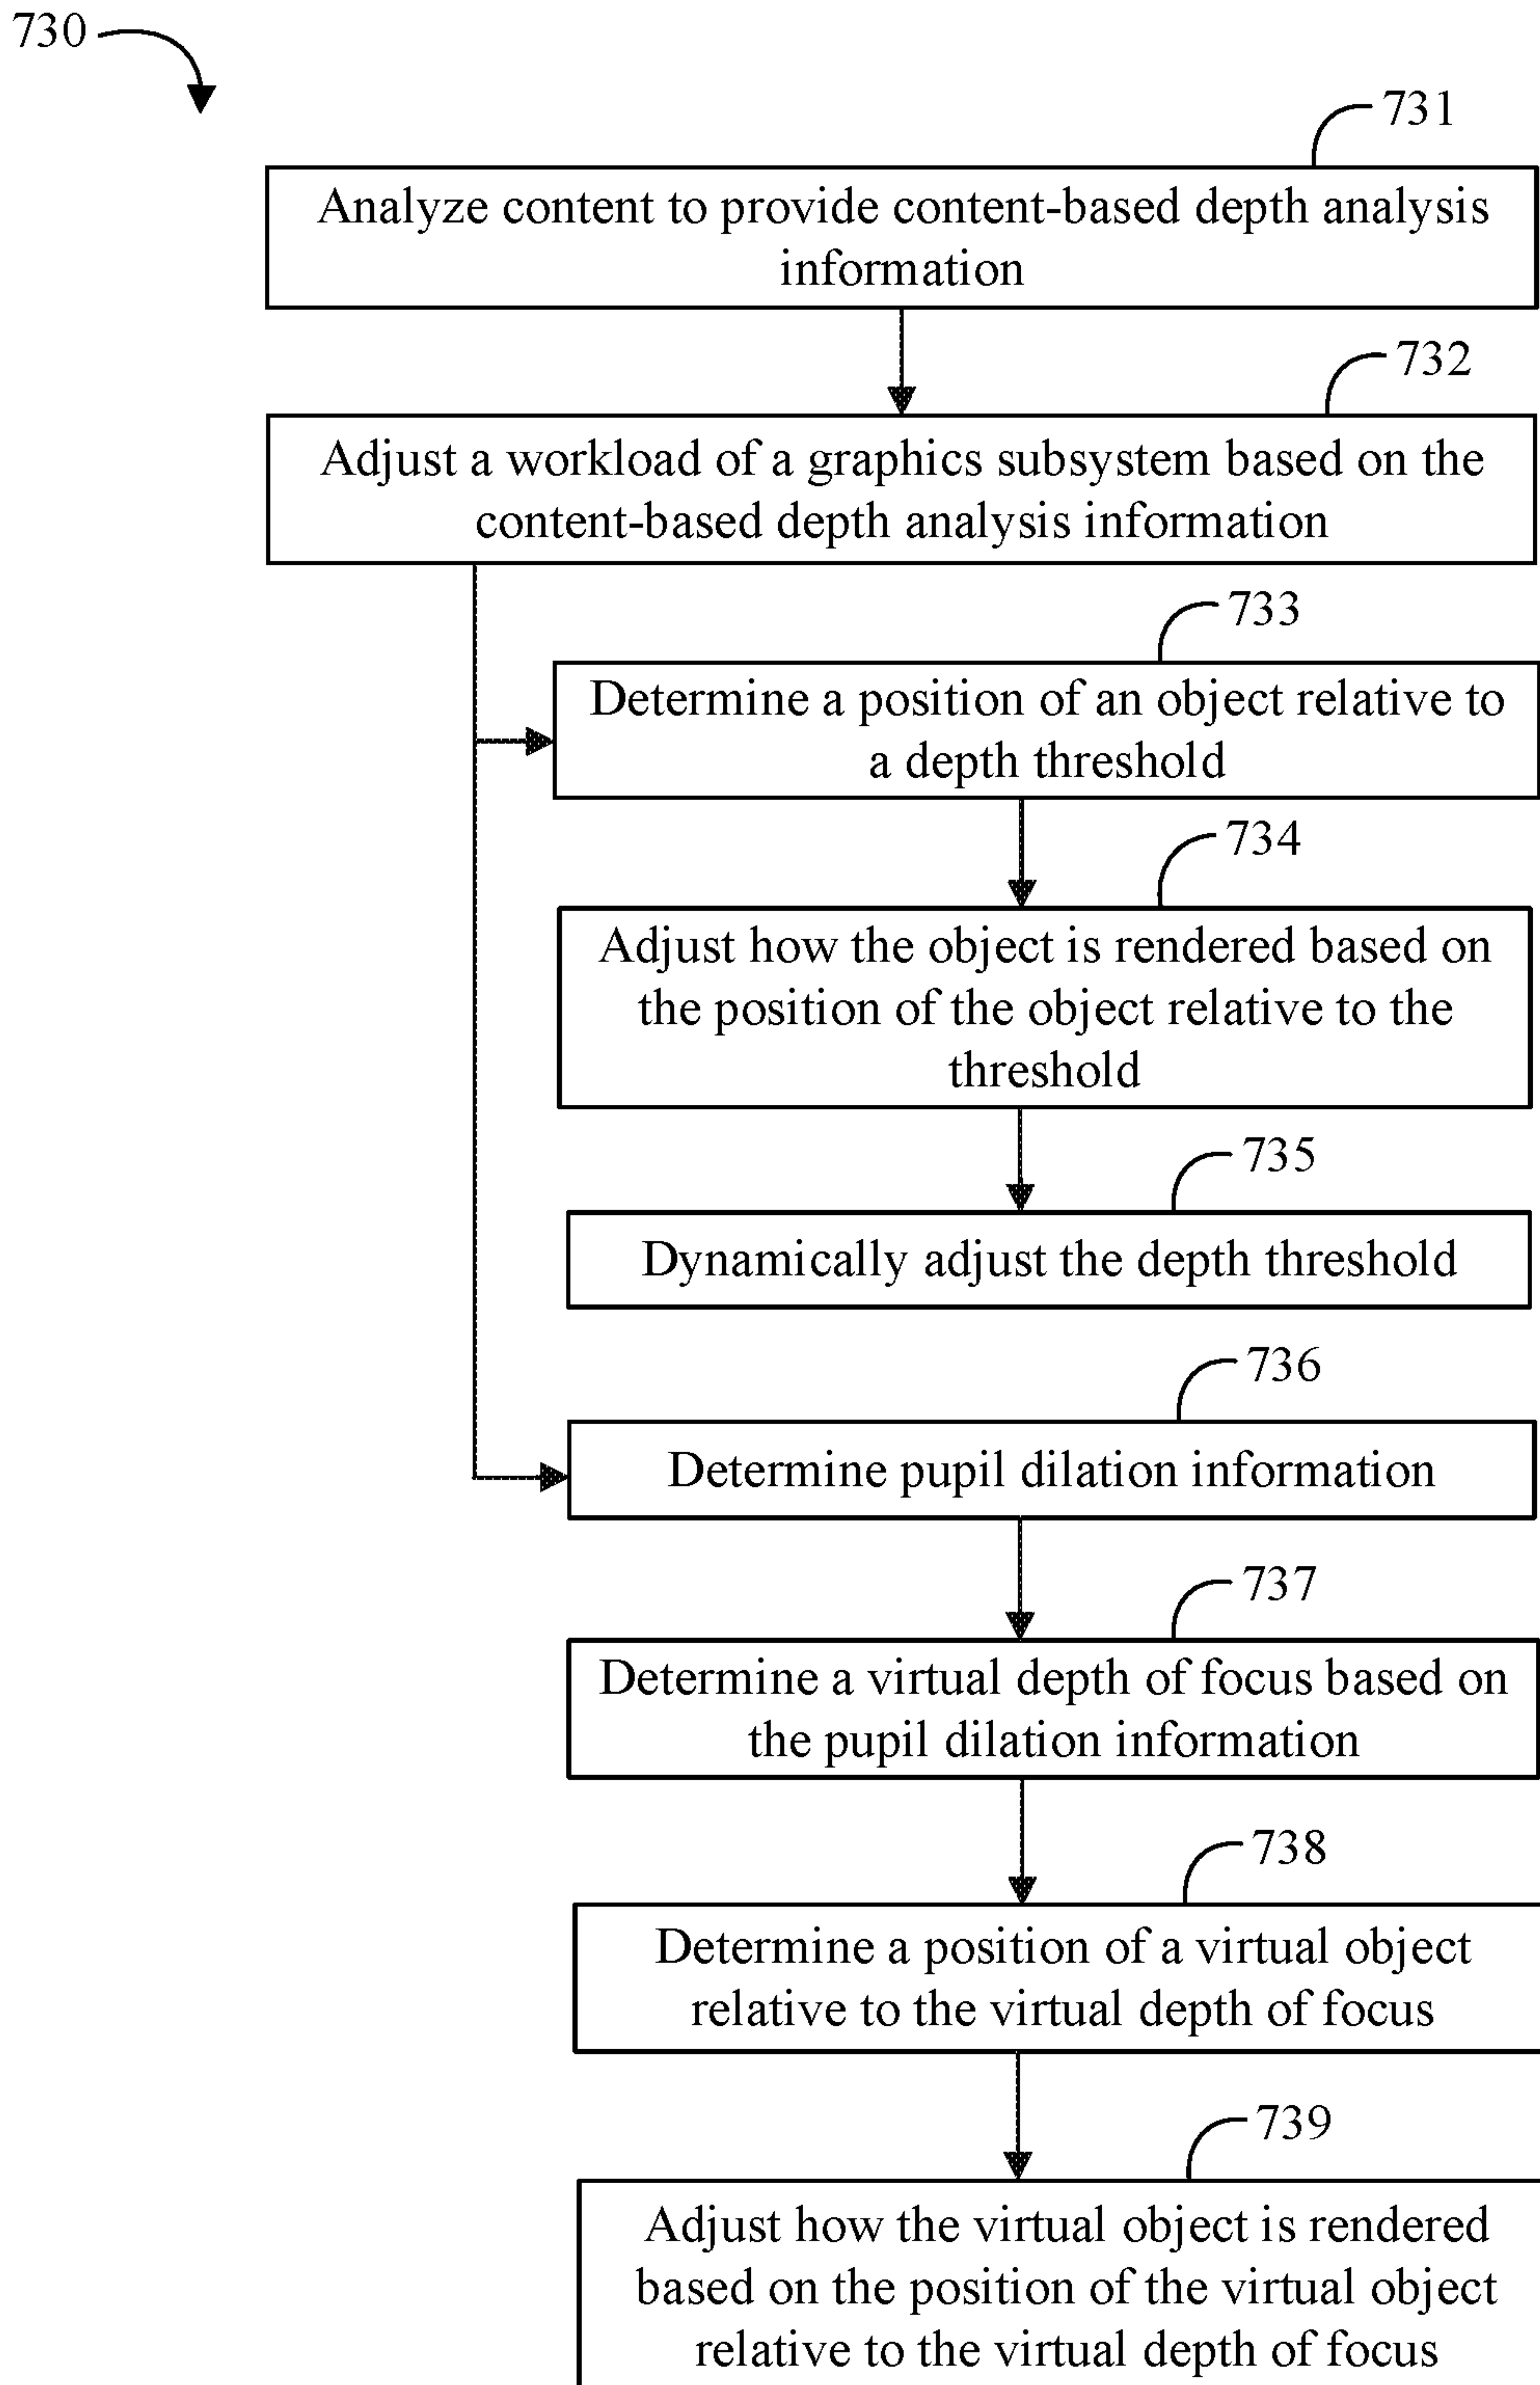 730
731
Analyze content to provide content-based depth analysis
information
732
Adjust a workload of a graphics subsystem based on the
content-based depth analysis information
733
Determine a position of an object relative to
a depth threshold
734
Adjust how the object is rendered based on
the position of the object relative to the
threshold
735
Dynamically adjust the depth threshold
736
Determine pupil dilation information
737
Determine a virtual depth of focus based on
the pupil dilation information
738
Determine a position of a virtual object
relative to the virtual depth of focus
739
Adjust how the virtual object is rendered
based on the position of the virtual object
relative to the virtual depth of focus